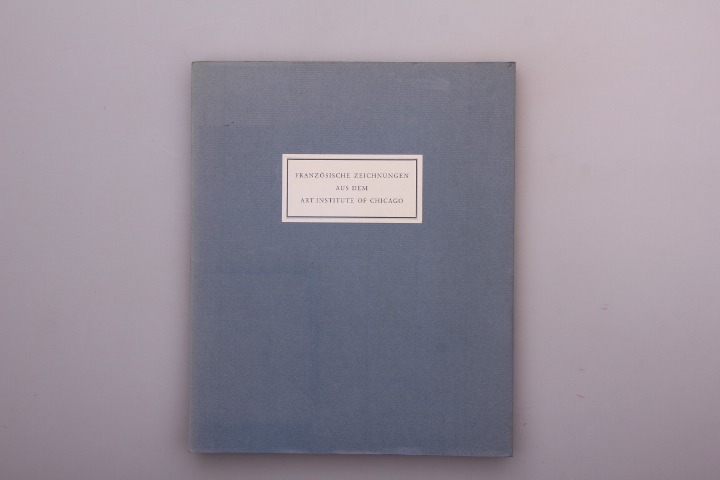 FRANZÖSISCHE ZEICHNUNGEN
AUS DEM
ART INSTITUTE OF CHICAGO